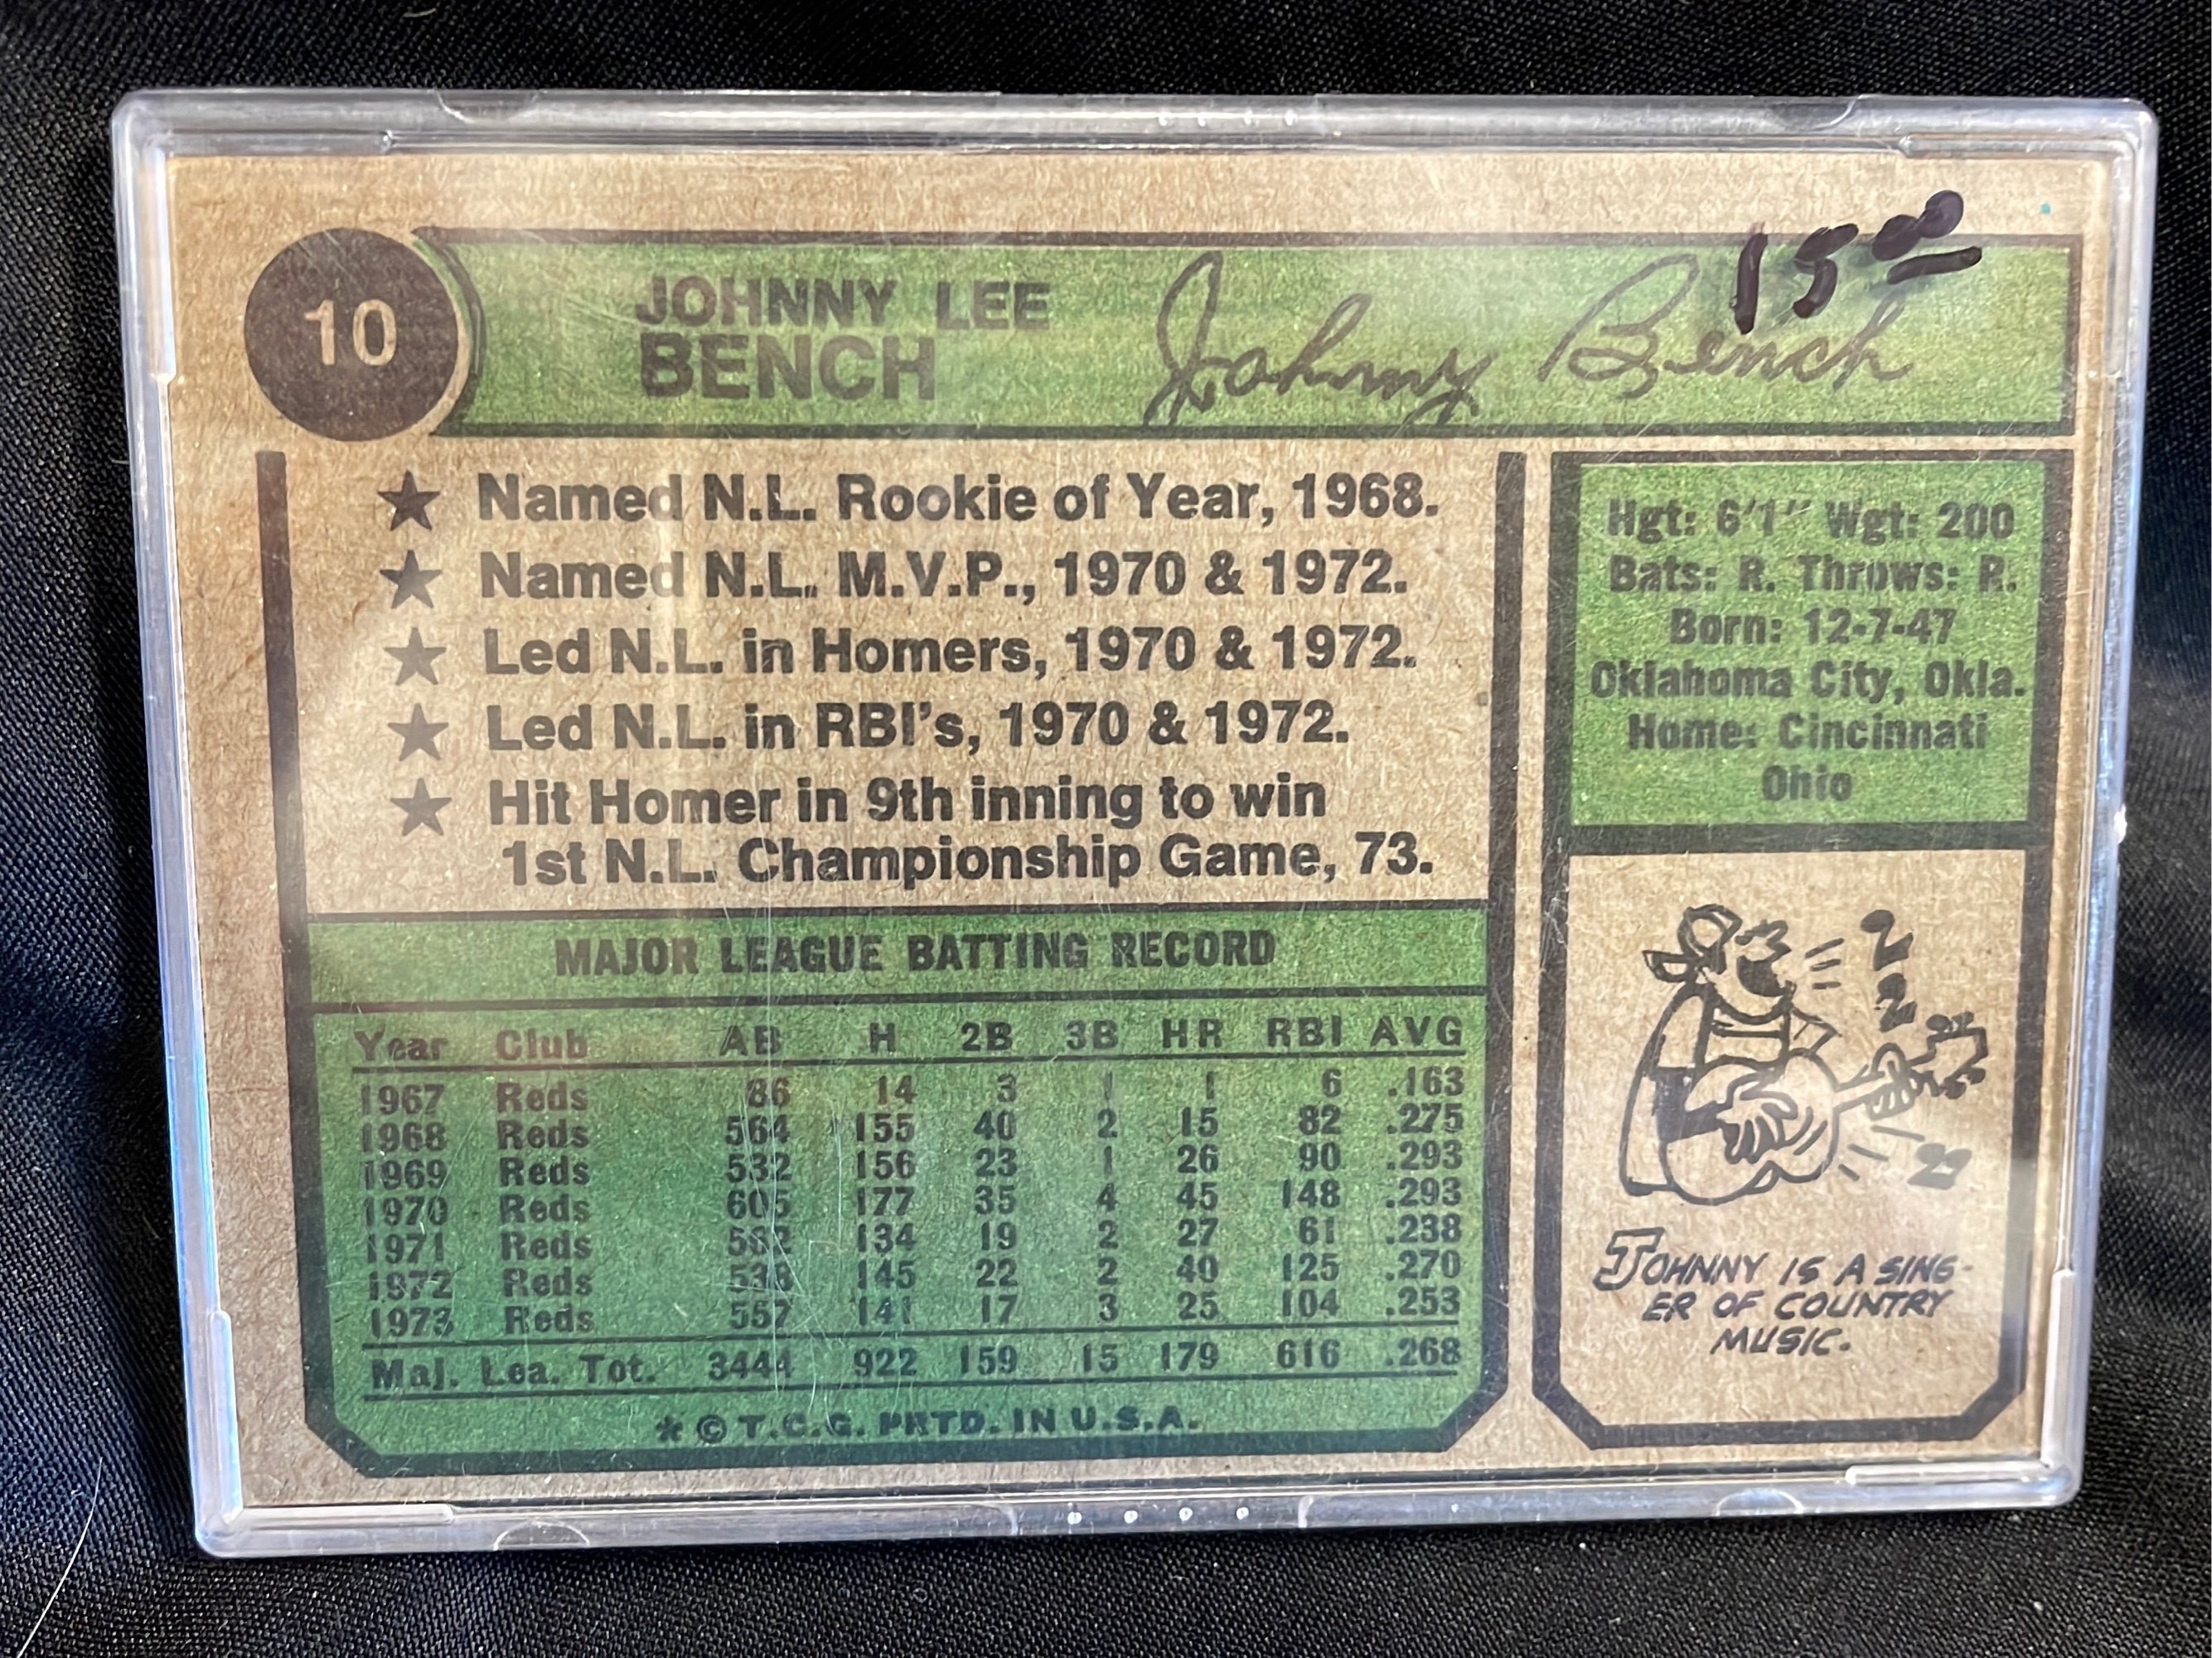 15⁰⁰
10
JOHNNY LEE
BENCH
Johnny Bench
★ Named N.L. Rookie of Year, 1968.
★ Named N.L. M.V.P., 1970 & 1972.
★ Led N.L. in Homers, 1970 & 1972.
★ Led N.L. in RBI's, 1970 & 1972.
★ Hit Homer in 9th inning to win
1st N.L. Championship Game, 73.
Hgt: 6'1" Wgt: 200
Bats: R. Throws: R.
Born: 12-7-47
Oklahoma City, Okla.
Home: Cincinnati
Ohio
MAJOR LEAGUE BATTING RECORD
Year Club AB H 2B 3B HR RBI AVG
1967 Reds 86 14 3 1 1 6 .163
1968 Reds 564 155 40 2 15 82 .275
1969 Reds 532 156 23 1 26 90 .293
1970 Reds 605 177 35 4 45 148 .293
1971 Reds 562 134 19 2 27 61 .238
1972 Reds 538 145 22 2 40 125 .270
1973 Reds 557 141 17 3 25 104 .253
Maj. Lea. Tot. 3444 922 159 15 179 616 .268
* © T.C.G. PRTD. IN U.S.A.
JOHNNY IS A SING-
ER OF COUNTRY
MUSIC.